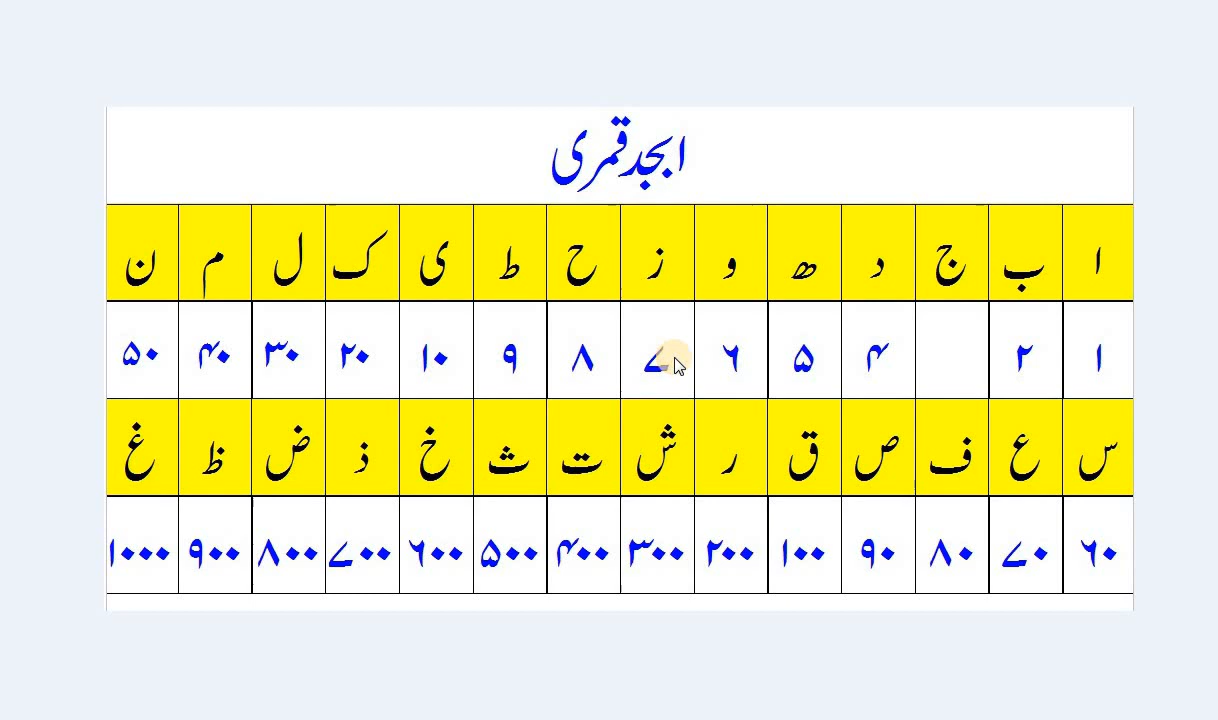 ابجد قمری
ا ب ج د ھ و ز ح ط ی ک ل م ن
۱ ۲ ۴ ۵ ۶ ۷ ۸ ۹ ۱۰ ۲۰ ۳۰ ۴۰ ۵۰
س ع ف ص ق ر ش ت ث خ ذ ض ظ غ
۶۰ ۷۰ ۸۰ ۹۰ ۱۰۰ ۲۰۰ ۳۰۰ ۴۰۰ ۵۰۰ ۶۰۰ ۷۰۰ ۸۰۰ ۹۰۰ ۱۰۰۰